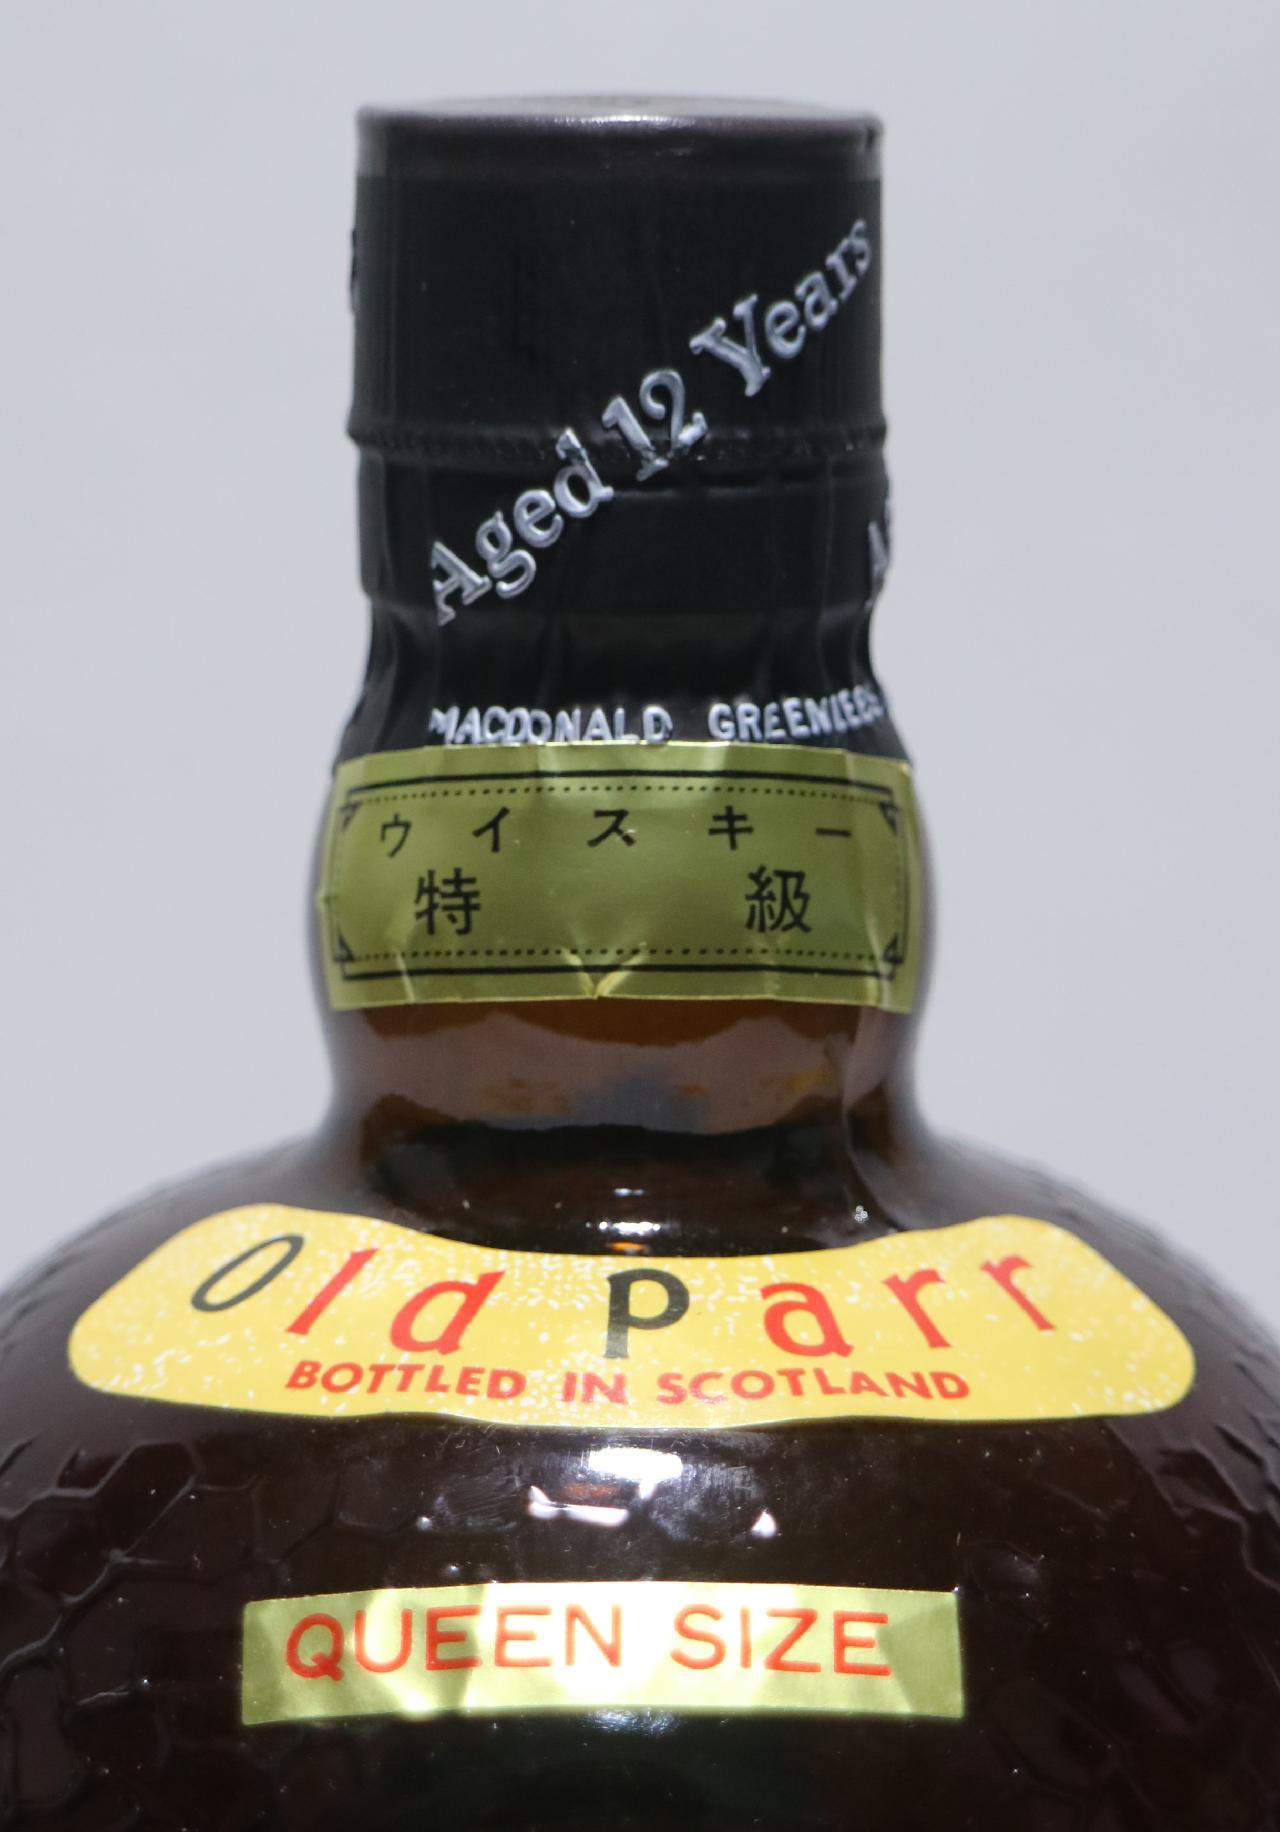 Aged 12 Years
MACDONALD GREENLEES
ウイスキー
特級
Old Parr
BOTTLED IN SCOTLAND
QUEEN SIZE